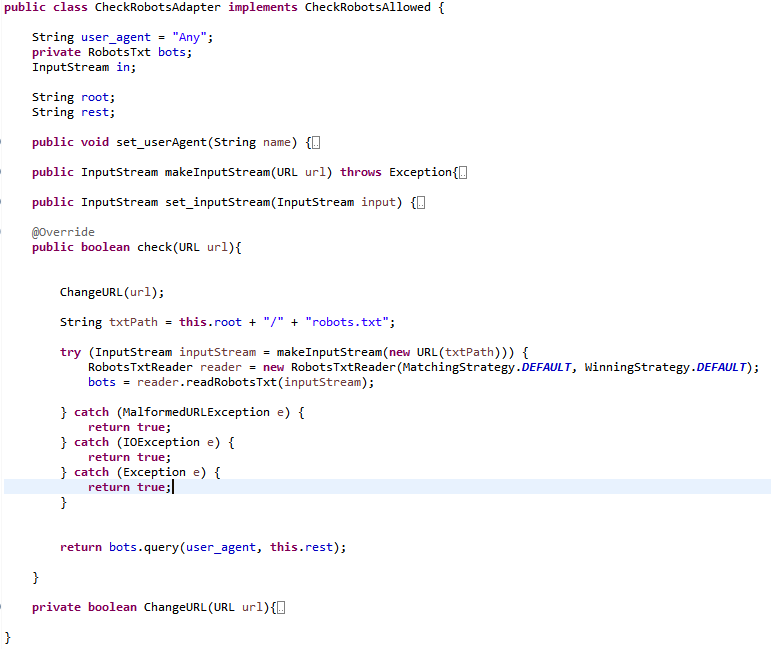 public class CheckRobotsAdapter implements CheckRobotsAllowed {
String user_agent = "Any";
private RobotsTxt bots;
InputStream in;
String root;
String rest;
public void set_userAgent(String name) {
public InputStream makeInputStream(URL url) throws Exception{
public InputStream set_inputStream(InputStream input) {
@Override
public boolean check(URL url){
ChangeURL(url);
String txtPath = this.root + "/" + "robots.txt";
try (InputStream inputStream = makeInputStream(new URL(txtPath))) {
RobotsTxtReader reader = new RobotsTxtReader(MatchingStrategy.DEFAULT, WinningStrategy.DEFAULT);
bots = reader.readRobotsTxt(inputStream);
} catch (MalformedURLException e) {
return true;
} catch (IOException e) {
return true;
} catch (Exception e) {
return true;
}
return bots.query(user_agent, this.rest);
}
private boolean ChangeURL(URL url){
}